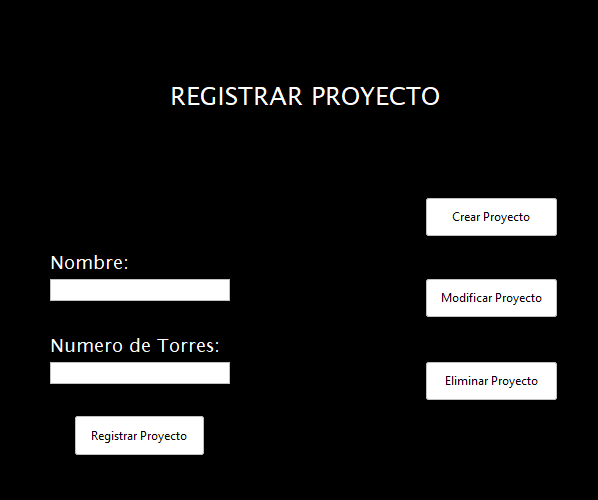 REGISTRAR PROYECTO
Crear Proyecto
Nombre:
Modificar Proyecto
Numero de Torres:
Eliminar Proyecto
Registrar Proyecto